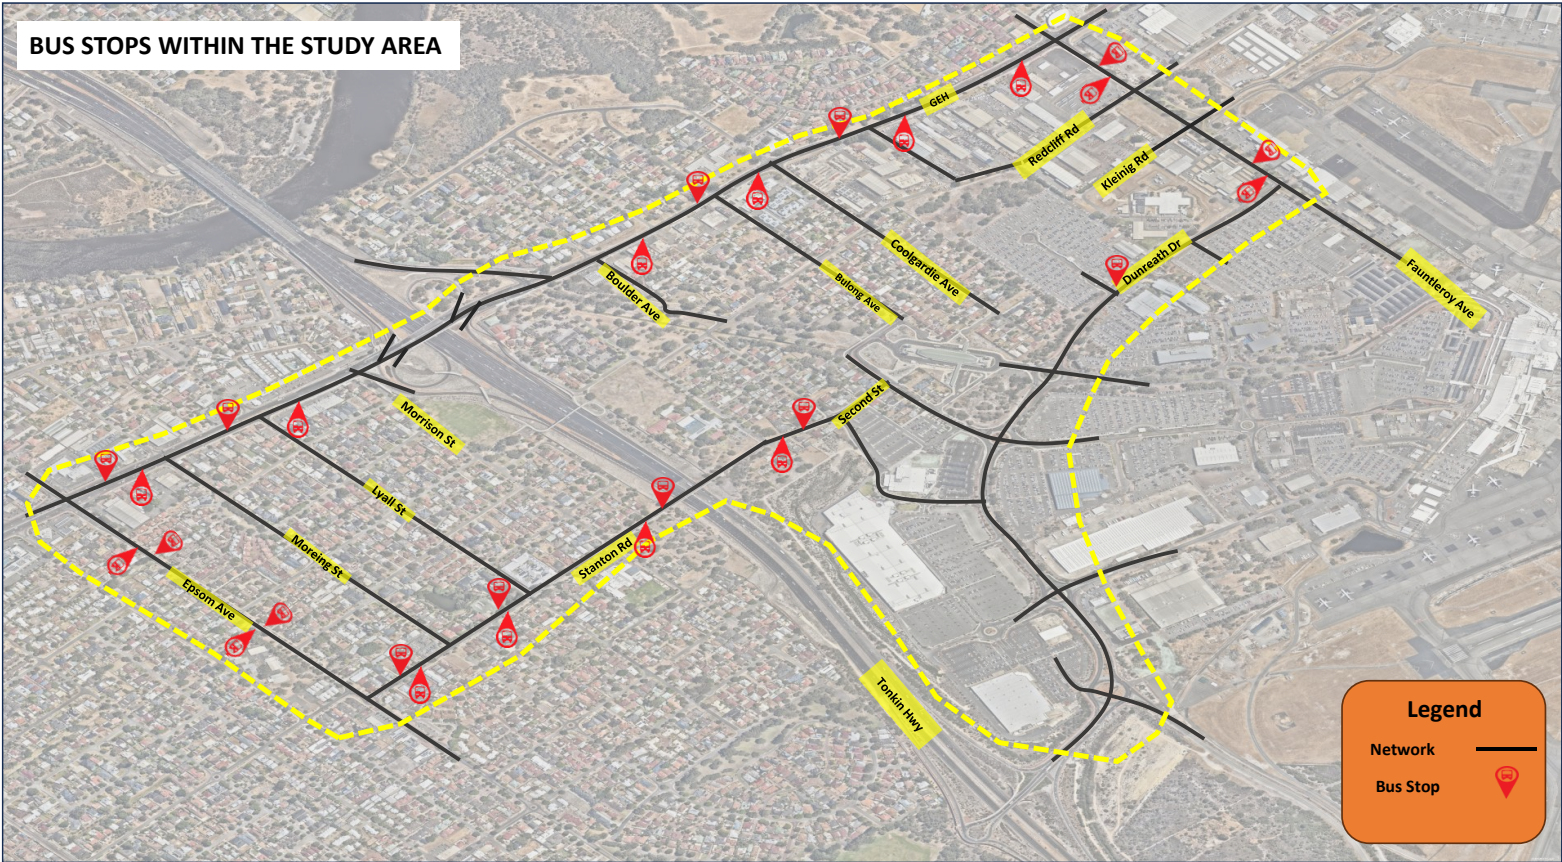 BUS STOPS WITHIN THE STUDY AREA
GEH
Redcliff Rd
Kleinig Rd
Coolgardie Ave
Dunreath Dr
Fauntleroy Ave
Boulder Ave
Bulong Ave
Second St
Morrison St
Lyall St
Moreing St
Stanton Rd
Epsom Ave
Tonkin Hwy
Legend
Network
Bus Stop